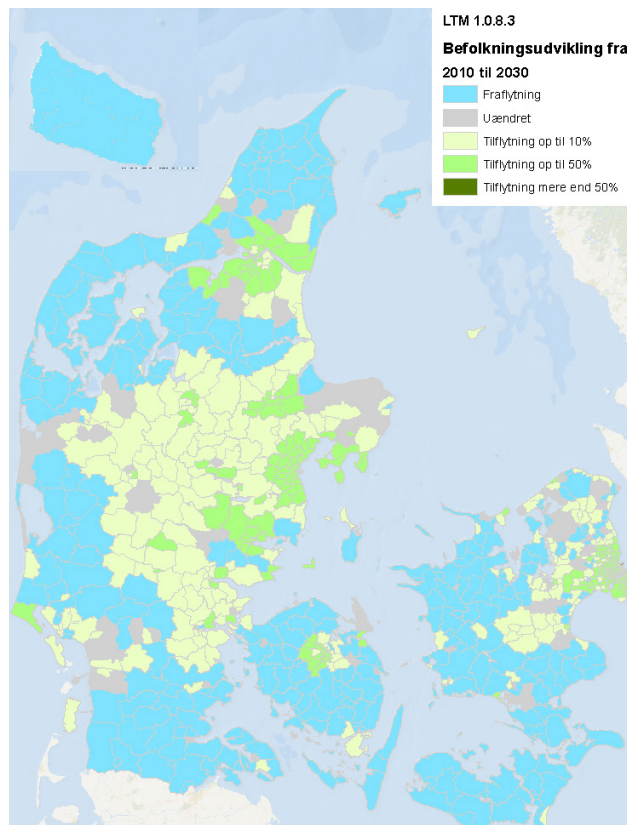 LTM 1.0.8.3
Befolkningsudvikling fra
2010 til 2030
Fraflytning
Uændret
Tilflytning op til 10%
Tilflytning op til 50%
Tilflytning mere end 50%